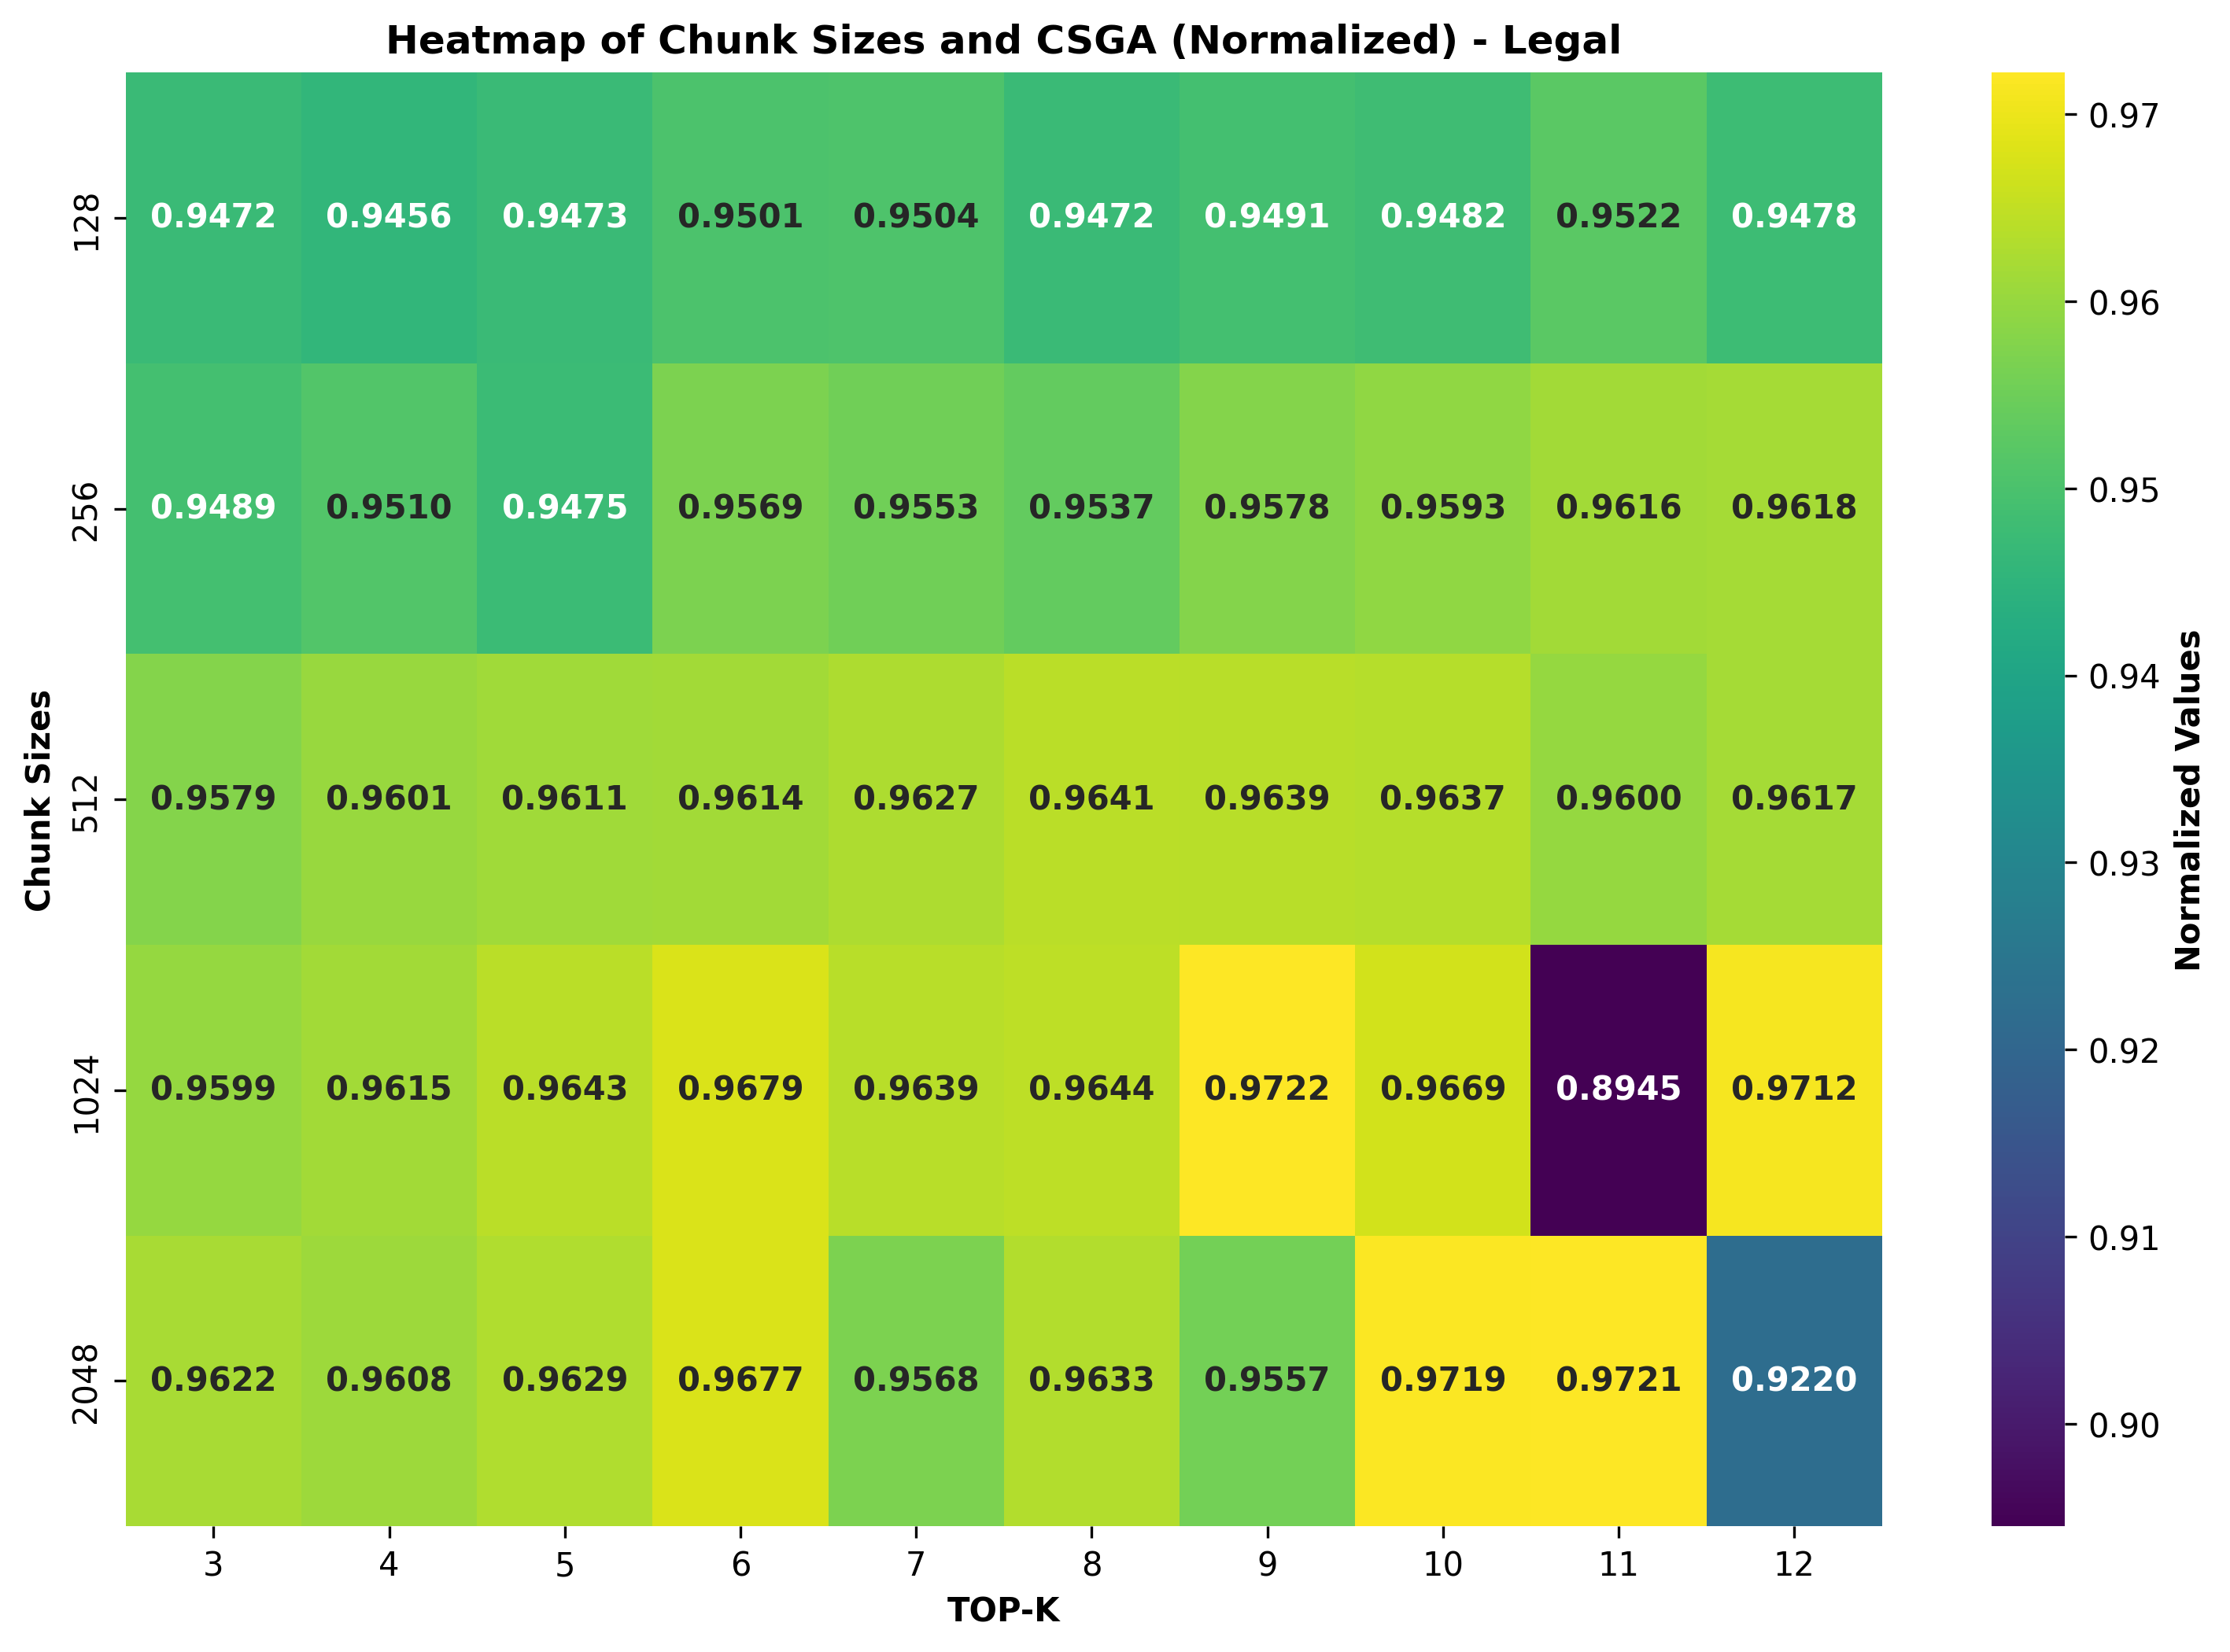 Heatmap of Chunk Sizes and CSGA (Normalized) - Legal
Chunk Sizes
128 0.9472 0.9456 0.9473 0.9501 0.9504 0.9472 0.9491 0.9482 0.9522 0.9478
256 0.9489 0.9510 0.9475 0.9569 0.9553 0.9537 0.9578 0.9593 0.9616 0.9618
512 0.9579 0.9601 0.9611 0.9614 0.9627 0.9641 0.9639 0.9637 0.9600 0.9617
1024 0.9599 0.9615 0.9643 0.9679 0.9639 0.9644 0.9722 0.9669 0.8945 0.9712
2048 0.9622 0.9608 0.9629 0.9677 0.9568 0.9633 0.9557 0.9719 0.9721 0.9220
3 4 5 6 7 8 9 10 11 12
TOP-K
0.97
0.96
0.95
0.94
0.93
0.92
0.91
0.90
Normalized Values